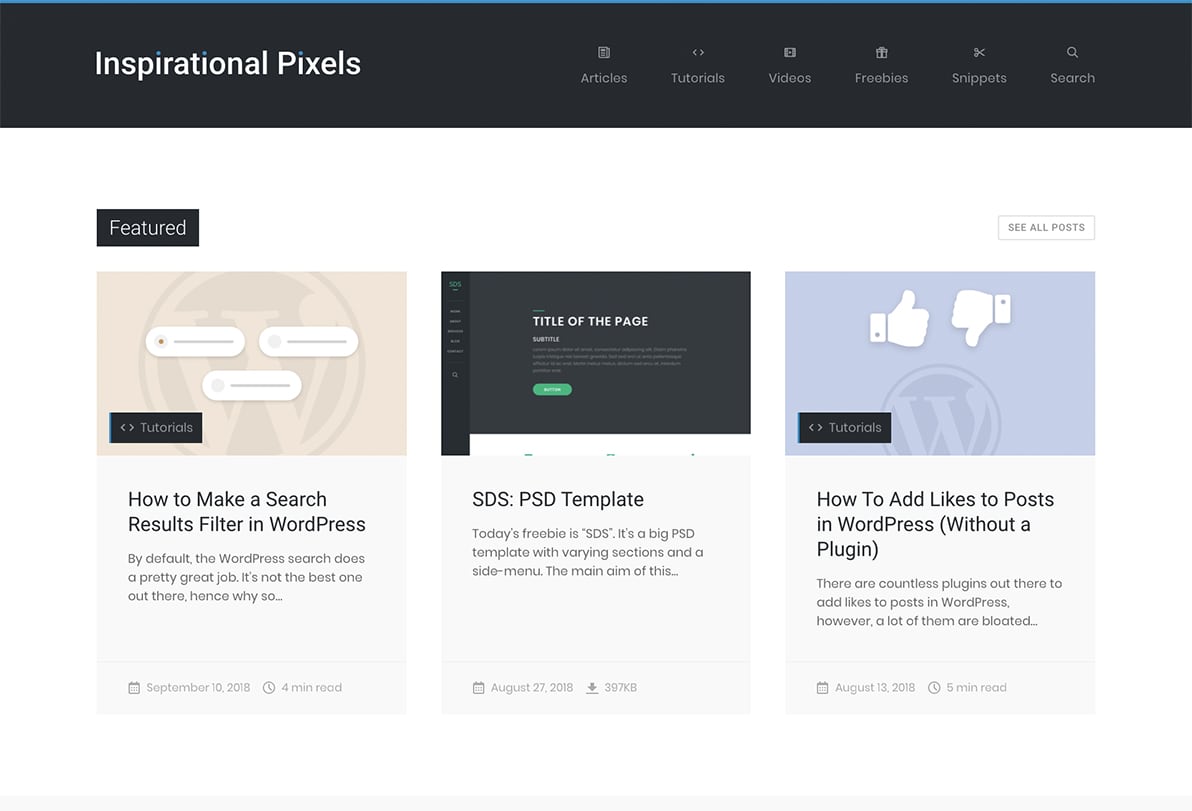 Inspirational Pixels
Articles
Tutorials
Videos
Freebies
Snippets
Search
Featured
SEE ALL POSTS
Tutorials
How to Make a Search
Results Filter in WordPress
By default, the WordPress search does
a pretty great job. It's not the best one
out there, hence why so...
September 10, 2018
4 min read
SDS
HOME
ABOUT
SERVICES
BLOG
CONTACT
TITLE OF THE PAGE
SUBTITLE
BUTTON
SDS: PSD Template
Today's freebie is “SDS”. It's a big PSD
template with varying sections and a
side-menu. The main aim of this...
August 27, 2018
397KB
Tutorials
How To Add Likes to Posts
in WordPress (Without a
Plugin)
There are countless plugins out there to
add likes to posts in WordPress,
however, a lot of them are bloated...
August 13, 2018
5 min read